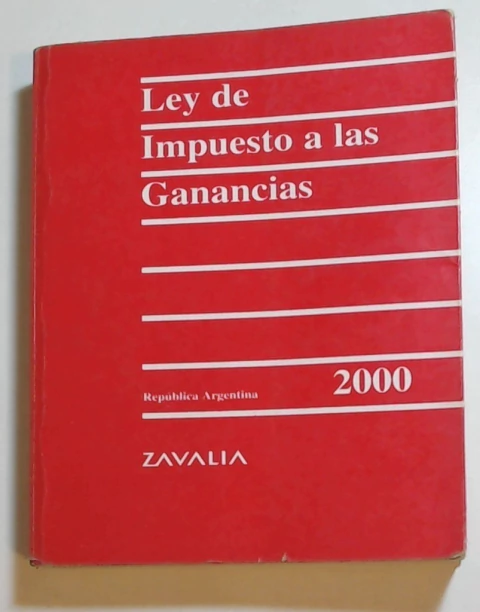 Ley de
Impuesto a las
Ganancias
República Argentina 2000
ZAVALIA